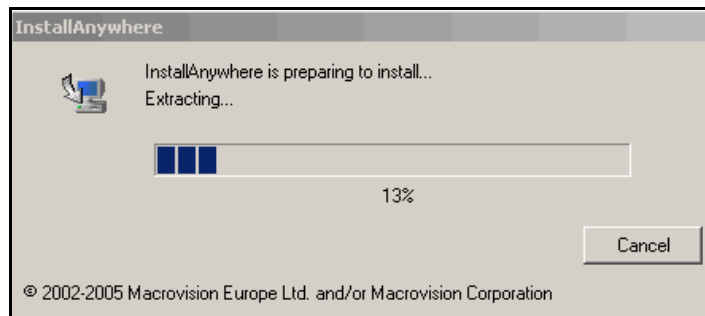 InstallAnywhere
InstallAnywhere is preparing to install...
Extracting...
13%
Cancel
© 2002-2005 Macrovision Europe Ltd. and/or Macrovision Corporation